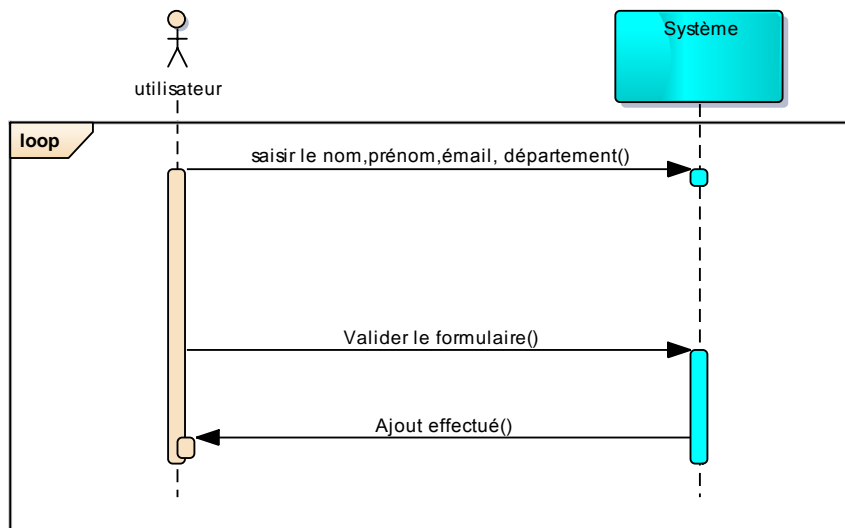 Système
utilisateur
loop
saisir le nom,prénom,émail, département()
Valider le formulaire()
Ajout effectué()